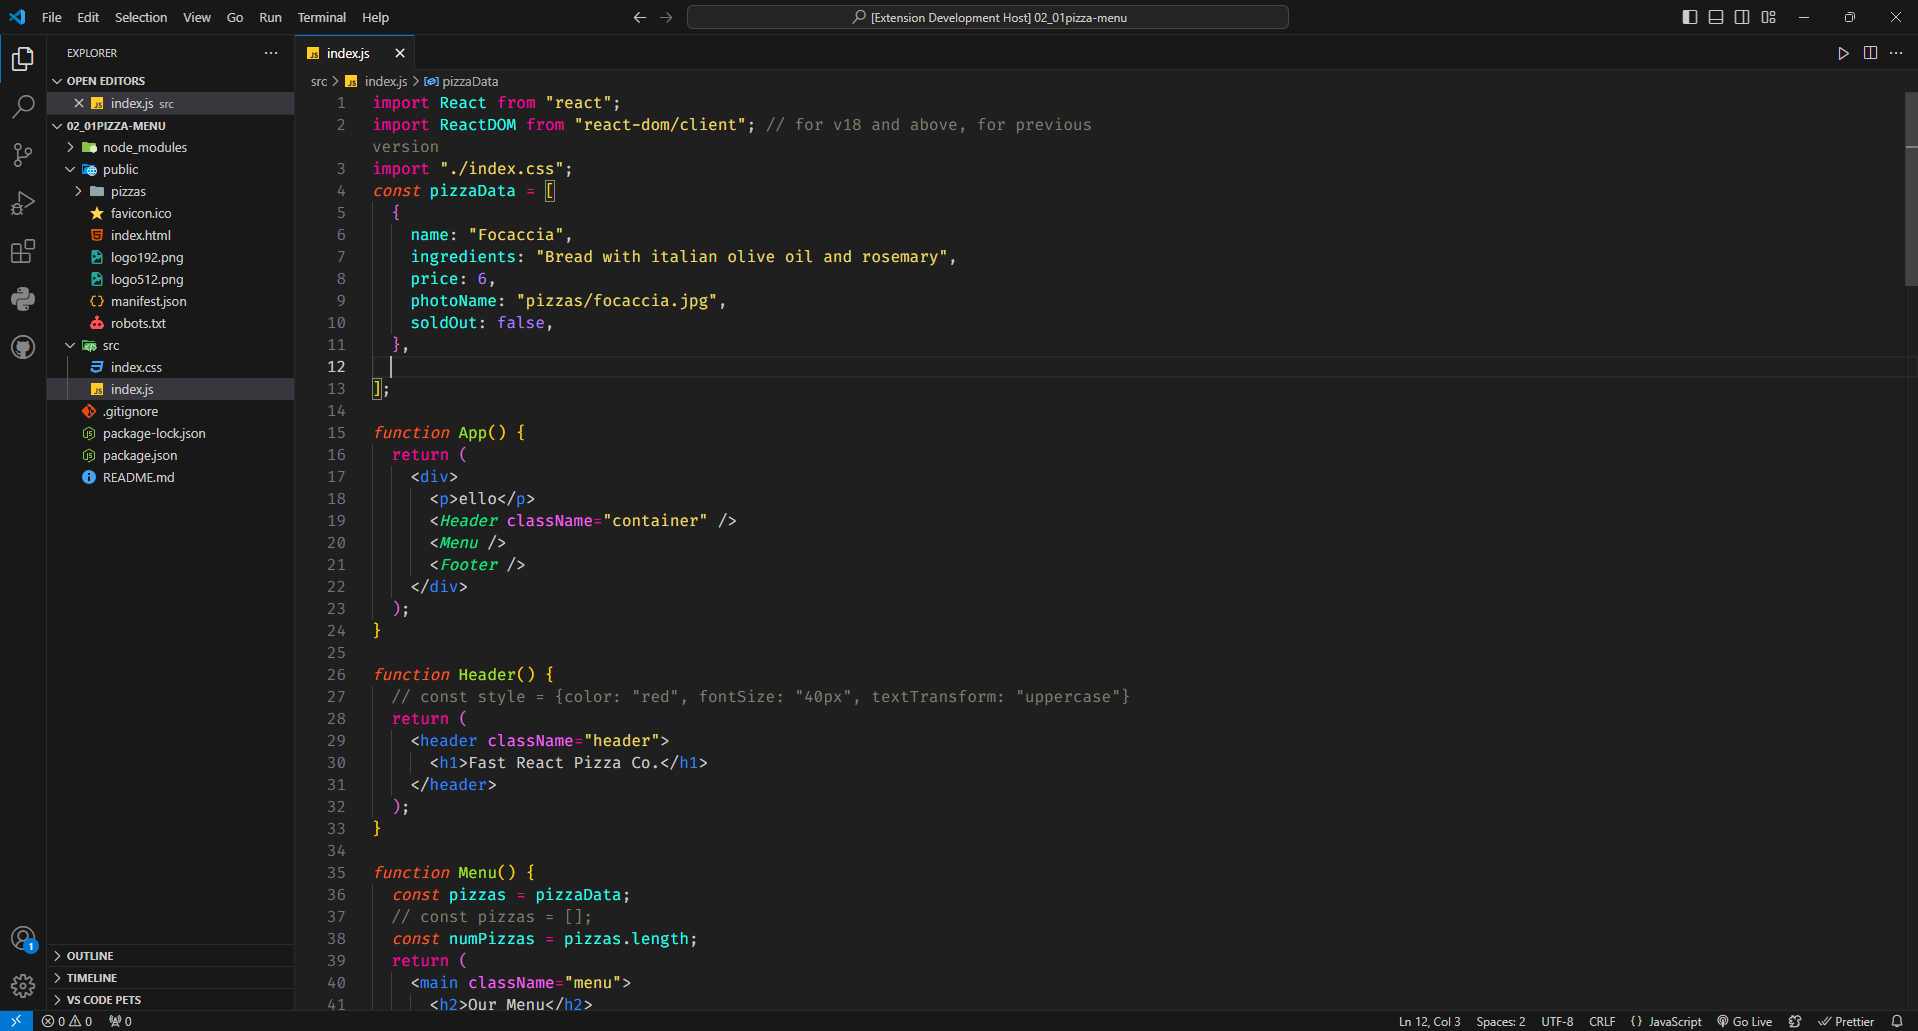 File Edit Selection View Go Run Terminal Help
[Extension Development Host] 02_01pizza-menu
EXPLORER
OPEN EDITORS
index.js src
02_01PIZZA-MENU
node_modules
public
pizzas
favicon.ico
index.html
logo192.png
logo512.png
manifest.json
robots.txt
src
index.css
index.js
.gitignore
package-lock.json
package.json
README.md
OUTLINE
TIMELINE
VS CODE PETS
index.js
src > index.js > pizzaData
1 import React from "react";
2 import ReactDOM from "react-dom/client"; // for v18 and above, for previous
version
3 import "./index.css";
4 const pizzaData = [
5 {
6 name: "Focaccia",
7 ingredients: "Bread with italian olive oil and rosemary",
8 price: 6,
9 photoName: "pizzas/focaccia.jpg",
10 soldOut: false,
11 },
12
13 ];
14
15 function App() {
16 return (
17 <div>
18 <p>ello</p>
19 <Header className="container" />
20 <Menu />
21 <Footer />
22 </div>
23 );
24 }
25
26 function Header() {
27 // const style = {color: "red", fontSize: "40px", textTransform: "uppercase"}
28 return (
29 <header className="header">
30 <h1>Fast React Pizza Co.</h1>
31 </header>
32 );
33 }
34
35 function Menu() {
36 const pizzas = pizzaData;
37 // const pizzas = [];
38 const numPizzas = pizzas.length;
39 return (
40 <main className="menu">
41 <h2>Our Menu</h2>
1
0 0 0 Ln 12, Col 3 Spaces: 2 UTF-8 CRLF {} JavaScript Go Live Prettier